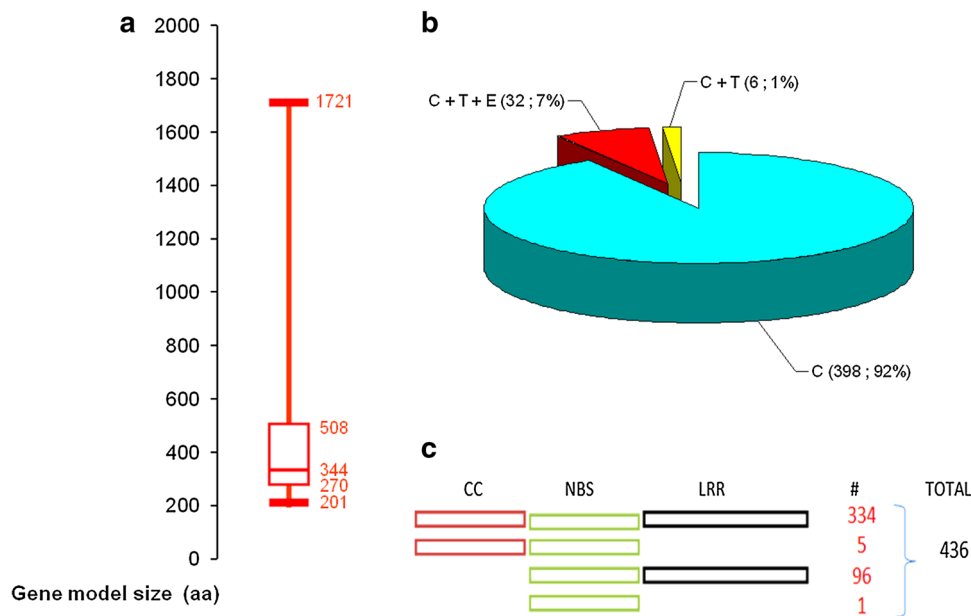 a
2000
1800
1600
1400
1200
1000
800
600
400
200
0
1721
508
344
270
201
Gene model size (aa)
b
C + T (6 ; 1%)
C + T + E (32 ; 7%)
C (398 ; 92%)
c
CC NBS LRR # TOTAL
334
5
96
1
436